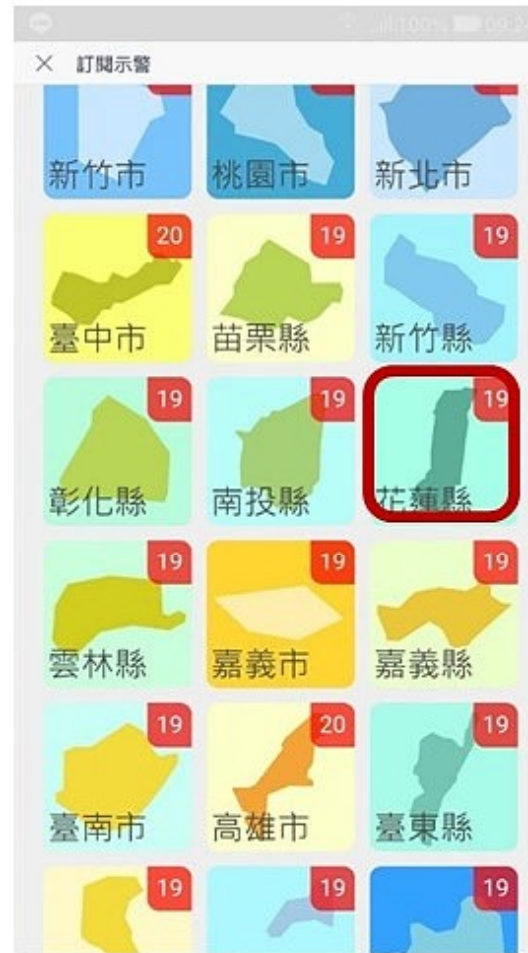 100% 09:24
× 訂閱示警
新竹市 桃園市 新北市
20 19 19
臺中市 苗栗縣 新竹縣
19 19 19
彰化縣 南投縣 花蓮縣
19 19 19
雲林縣 嘉義市 嘉義縣
19 20 19
臺南市 高雄市 臺東縣
19 19 19